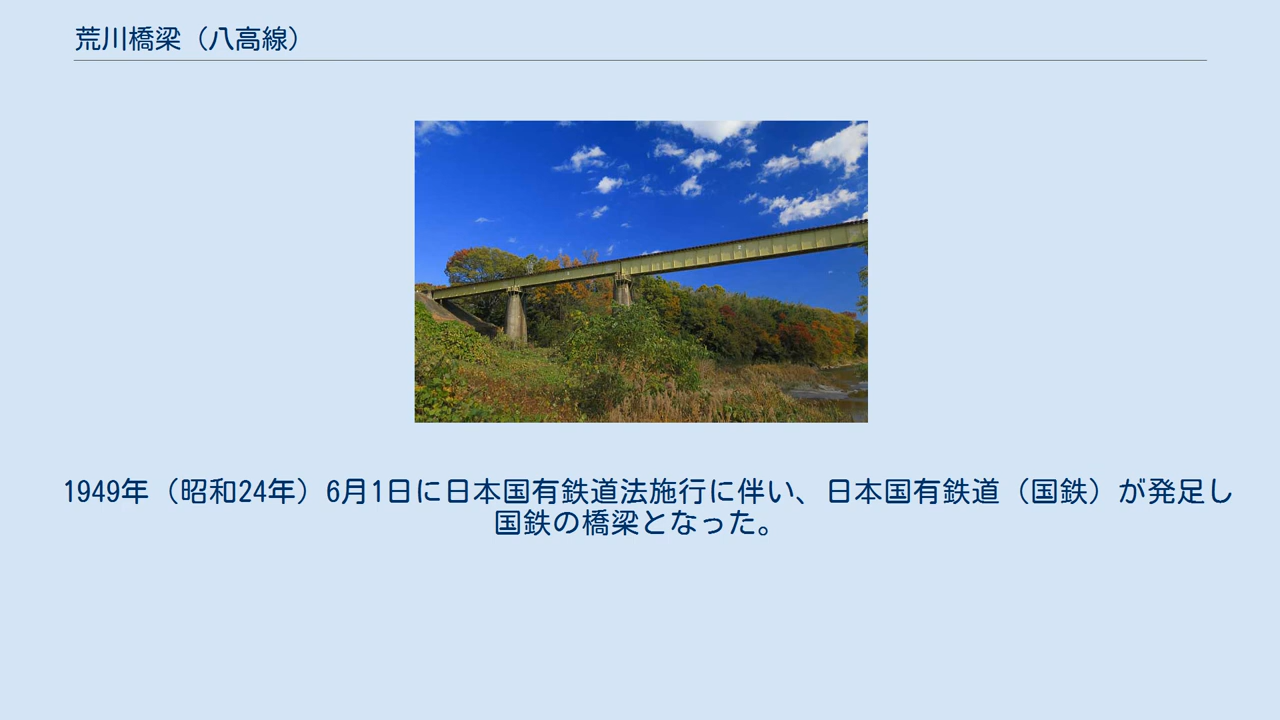 荒川橋梁（八高線）
1949年（昭和24年）6月1日に日本国有鉄道法施行に伴い、日本国有鉄道（国鉄）が発足し
国鉄の橋梁となった。